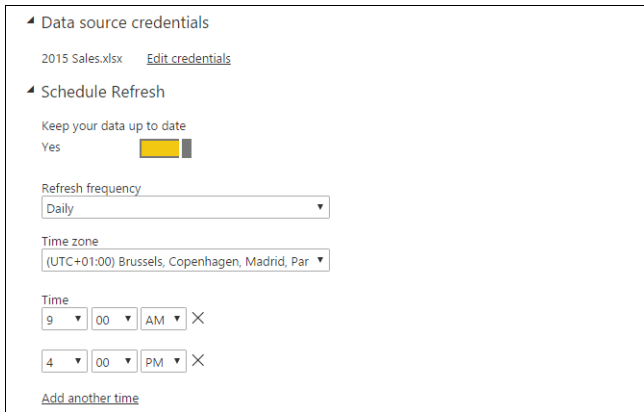 Data source credentials
2015 Sales.xlsx Edit credentials
Schedule Refresh
Keep your data up to date
Yes
Refresh frequency
Daily
Time zone
(UTC+01:00) Brussels, Copenhagen, Madrid, Par
Time
9 00 AM
4 00 PM
Add another time